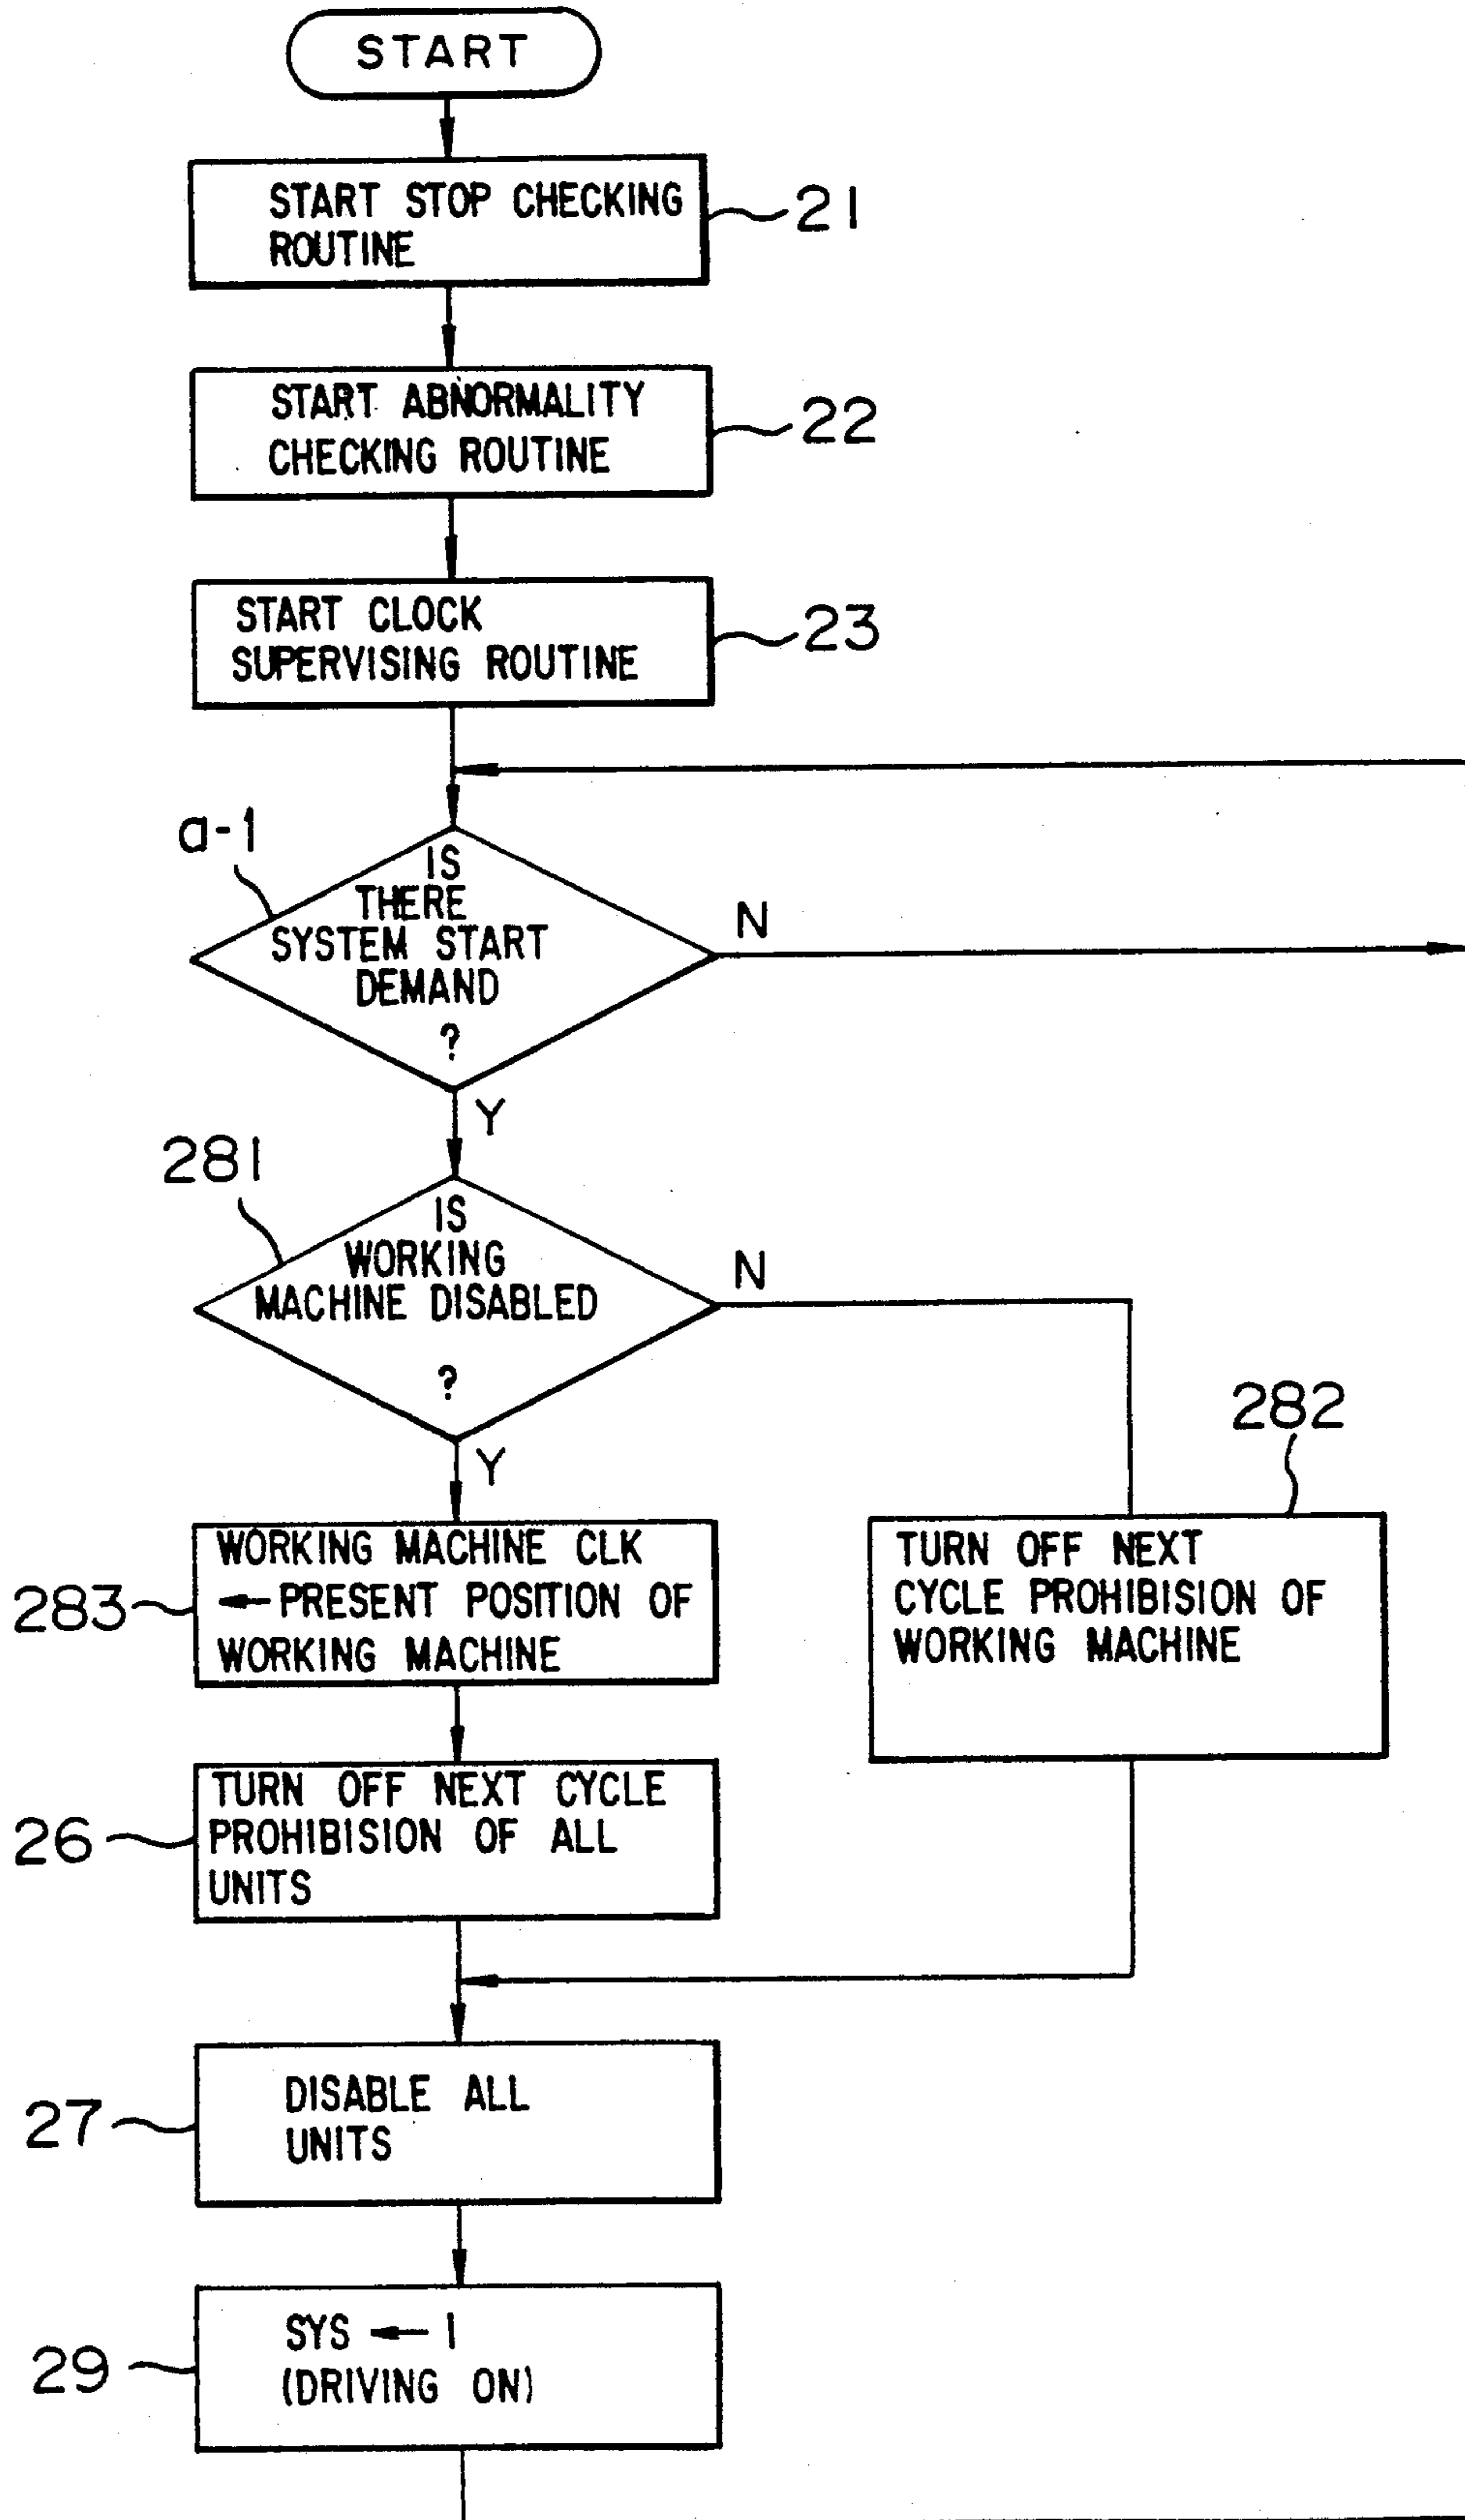 START
START STOP CHECKING
ROUTINE
21
START ABNORMALITY
CHECKING ROUTINE
22
START CLOCK
SUPERVISING ROUTINE
23
a-1
IS
THERE
SYSTEM START
DEMAND
?
N
Y
281
IS
WORKING
MACHINE DISABLED
?
N
Y
282
WORKING MACHINE CLK
←PRESENT POSITION OF
WORKING MACHINE
283
TURN OFF NEXT
CYCLE PROHIBISION OF
WORKING MACHINE
TURN OFF NEXT CYCLE
PROHIBISION OF ALL
UNITS
26
DISABLE ALL
UNITS
27
SYS ← 1
(DRIVING ON)
29